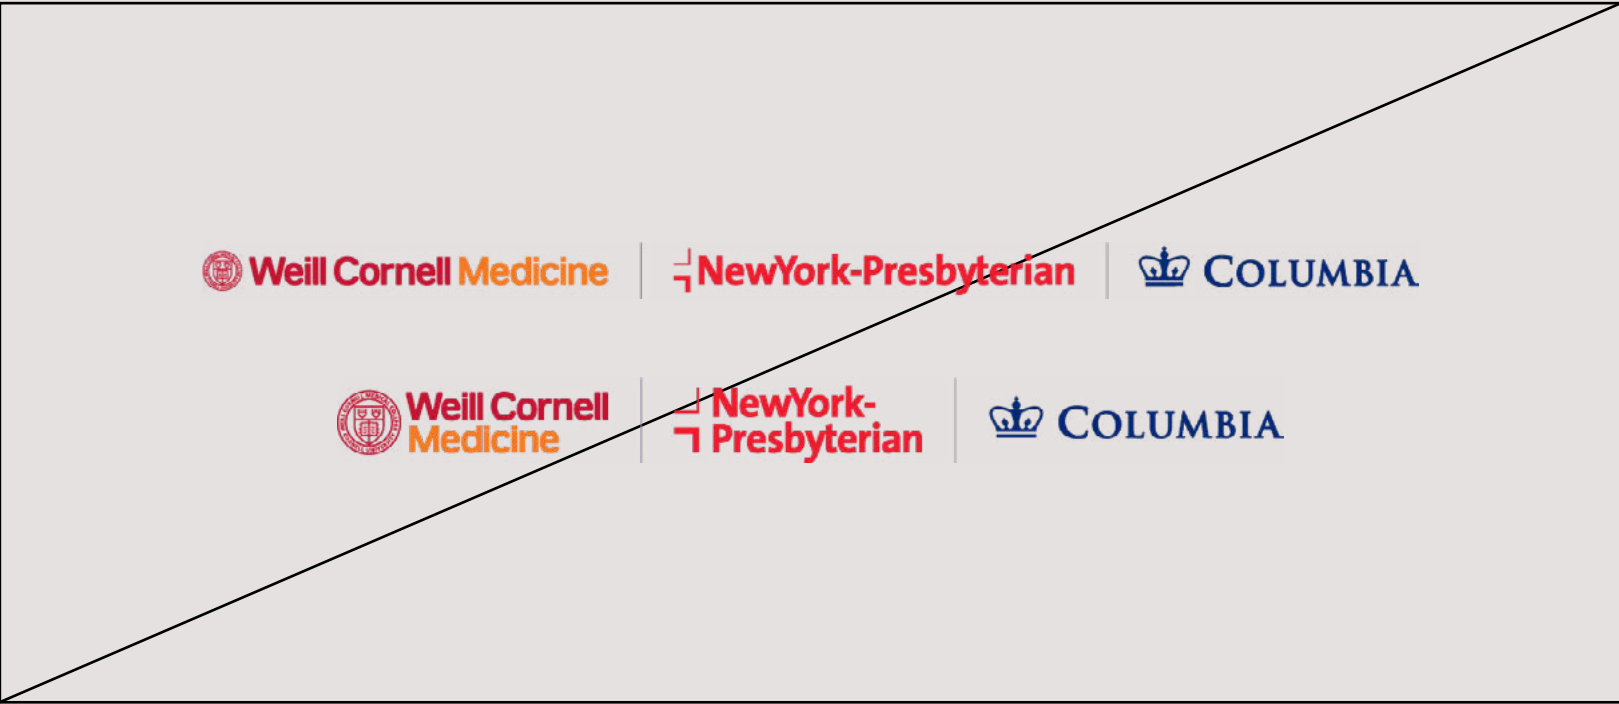 Weill Cornell Medicine NewYork-Presbyterian COLUMBIA
Weill Cornell
Medicine
NewYork-
Presbyterian
COLUMBIA